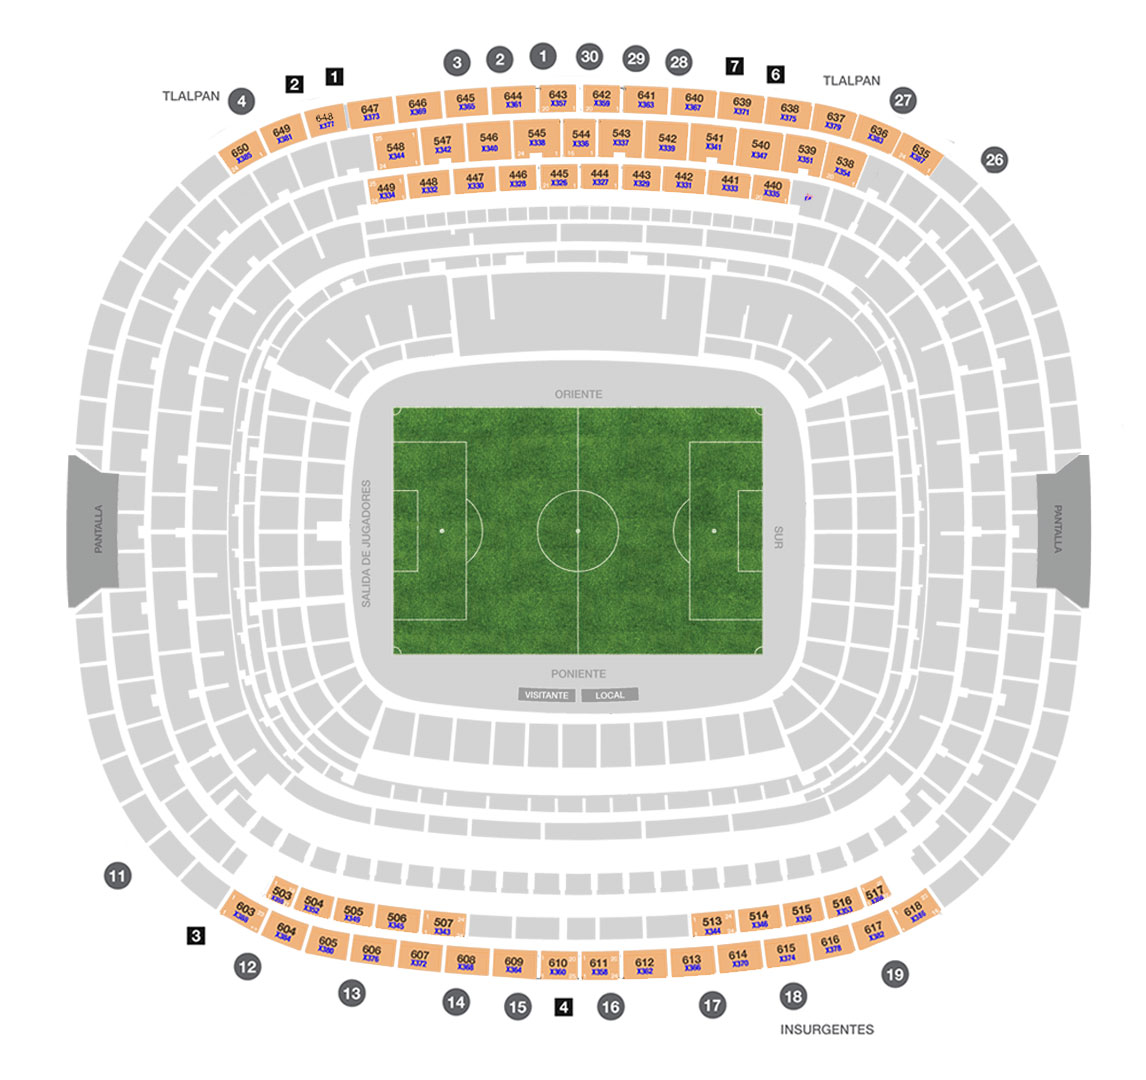 3 2 1 30 29 28
2 1 7 6
TLALPAN 4 TLALPAN 27
26
650 649 648 647 646 645 644 643 642 641 640 639 638 637 636 635
X385 X381 X377 X373 X369 X365 X361 X357 X359 X363 X367 X371 X375 X379 X383 X387
548 547 546 545 544 543 542 541 540 539 538
X344 X342 X340 X338 X336 X337 X339 X341 X347 X351 X354
449 448 447 446 445 444 443 442 441 440
X334 X332 X330 X328 X326 X327 X329 X331 X333 X335
ORIENTE
PANTALLA
SALIDA DE JUGADORES
SUR
PANTALLA
PONIENTE
VISITANTE LOCAL
11
503 504 505 506 507 513 514 515 516 517
X352 X349 X345 X343 X344 X346 X350 X353
603 604 605 606 607 608 609 610 611 612 613 614 615 616 617 618
X388 X384 X380 X376 X372 X368 X364 X360 X358 X362 X366 X370 X374 X378 X382 X386
3
12 13 14 15 4 16 17 18 19
INSURGENTES